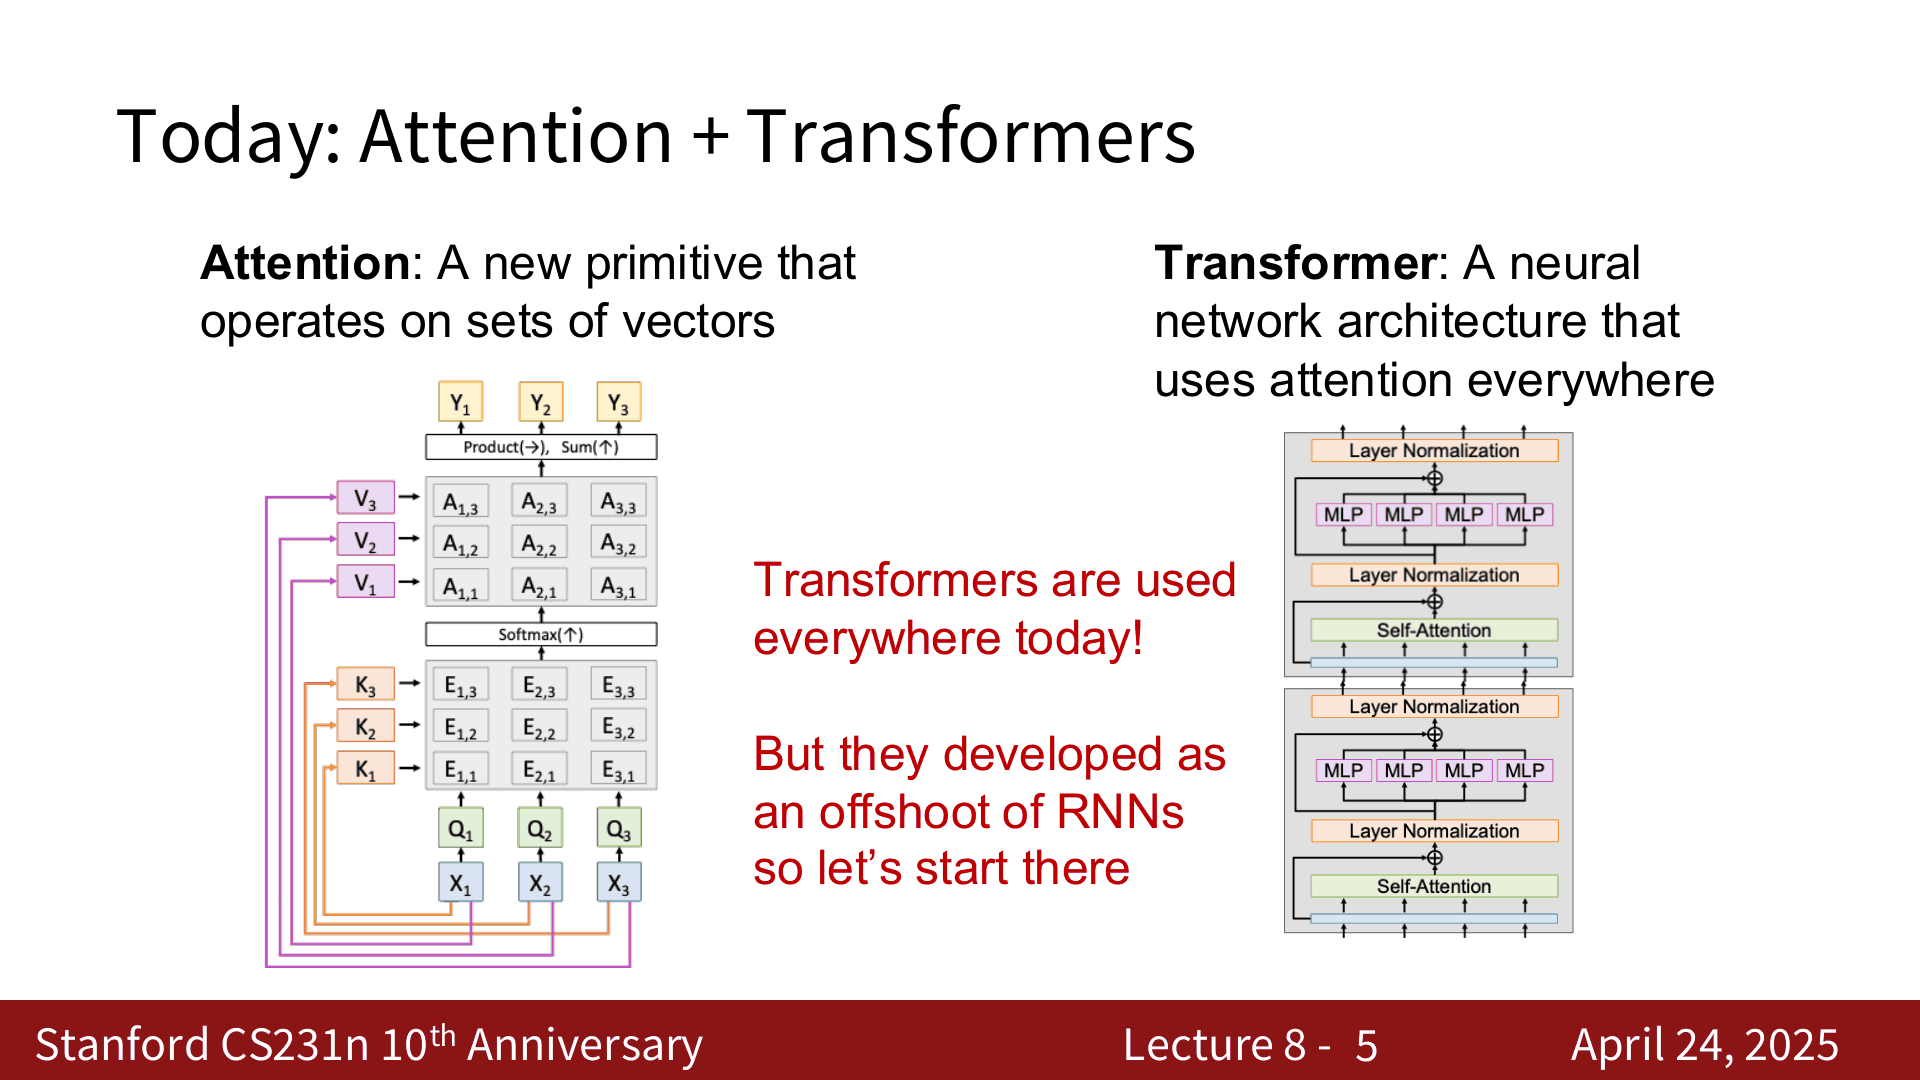 Today: Attention + Transformers
Attention: A new primitive that
operates on sets of vectors
Y1 Y2 Y3
Product(→), Sum(↑)
V3 A1,3 A2,3 A3,3
V2 A1,2 A2,2 A3,2
V1 A1,1 A2,1 A3,1
Softmax(↑)
K3 E1,3 E2,3 E3,3
K2 E1,2 E2,2 E3,2
K1 E1,1 E2,1 E3,1
Q1 Q2 Q3
X1 X2 X3
Transformers are used
everywhere today!
But they developed as
an offshoot of RNNs
so let’s start there
Transformer: A neural
network architecture that
uses attention everywhere
Layer Normalization
MLP MLP MLP MLP
Layer Normalization
Self-Attention
Layer Normalization
MLP MLP MLP MLP
Layer Normalization
Self-Attention
Stanford CS231n 10th Anniversary
Lecture 8 - 5
April 24, 2025